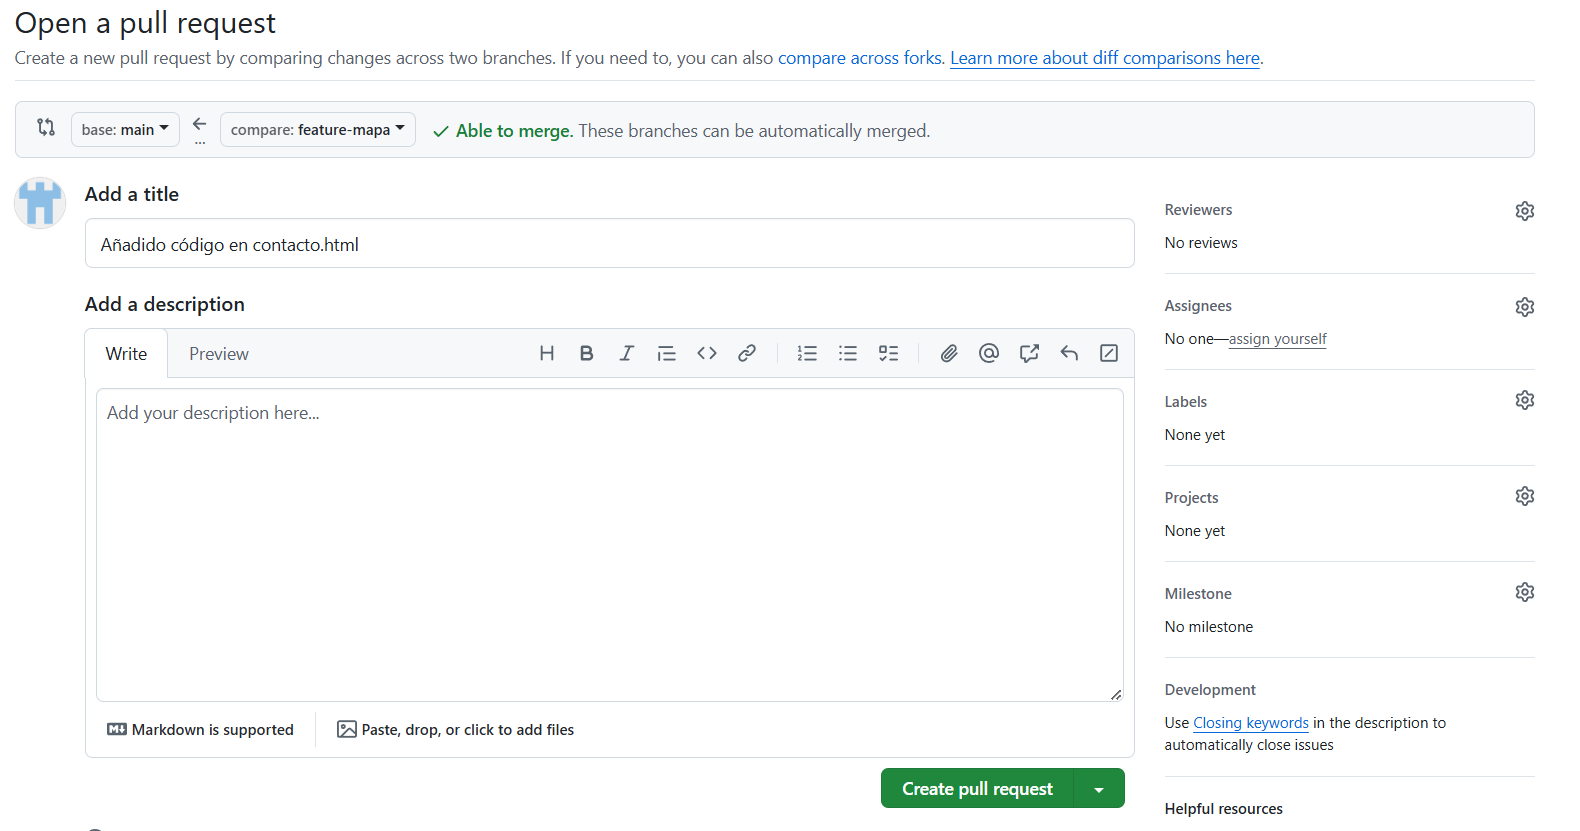 Open a pull request
Create a new pull request by comparing changes across two branches. If you need to, you can also compare across forks. Learn more about diff comparisons here.
base: main
...
compare: feature-mapa
Able to merge. These branches can be automatically merged.
Add a title
Añadido código en contacto.html
Add a description
Write
Preview
Add your description here...
Markdown is supported
Paste, drop, or click to add files
Create pull request
Reviewers
No reviews
Assignees
No one—assign yourself
Labels
None yet
Projects
None yet
Milestone
No milestone
Development
Use Closing keywords in the description to
automatically close issues
Helpful resources